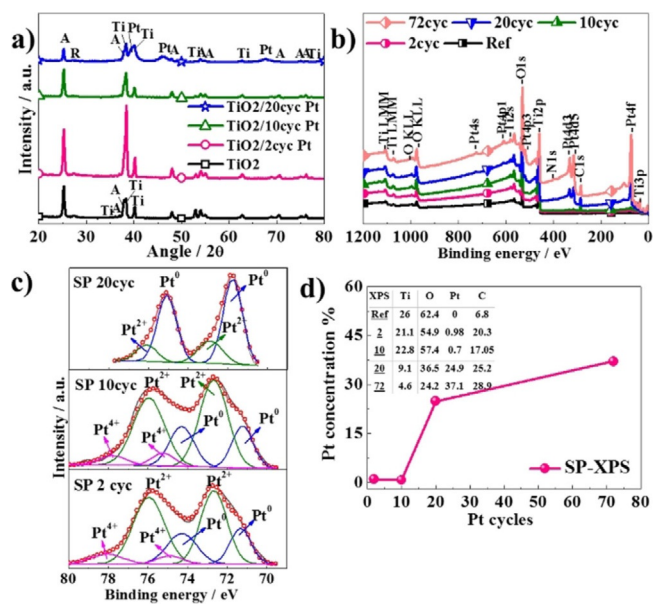 a)
A
R
Ti
A
Pt
Ti
Pt
A
Ti
A
A
Ti
Pt
A
A
A
Ti
TiO2/20cyc Pt
TiO2/10cyc Pt
TiO2/2cyc Pt
TiO2
Ti
A
A
Ti
Ti
Intensity / a.u.
20 30 40 50 60 70 80
Angle / 2θ
b)
72cyc 20cyc 10cyc
2cyc Ref
Ti LMM
Ti LMM
O KLL
O KLL
Pt4s
Pt4p1
Ti2s
O1s
Pt4p3
Ti2p
N1s
Pt4d3
Pt4d5
C1s
Pt4f
Ti3p
Intensity / a.u.
1200 1000 800 600 400 200 0
Binding energy / eV
c)
SP 20cyc
Pt0
Pt0
Pt2+
Pt2+
SP 10cyc
Pt2+
Pt2+
Pt4+
Pt4+
Pt0
Pt0
SP 2 cyc
Pt2+
Pt2+
Pt4+
Pt4+
Pt0
Pt0
Intensity / a.u.
80 78 76 74 72 70
Binding energy / eV
d)
XPS Ti O Pt C
Ref 26 62.4 0 6.8
2 21.1 54.9 0.98 20.3
10 22.8 57.4 0.7 17.05
20 9.1 36.5 24.9 25.2
72 4.6 24.2 37.1 28.9
SP-XPS
Pt concentration %
60
45
30
15
0
0 10 20 30 40 50 60 70 80
Pt cycles